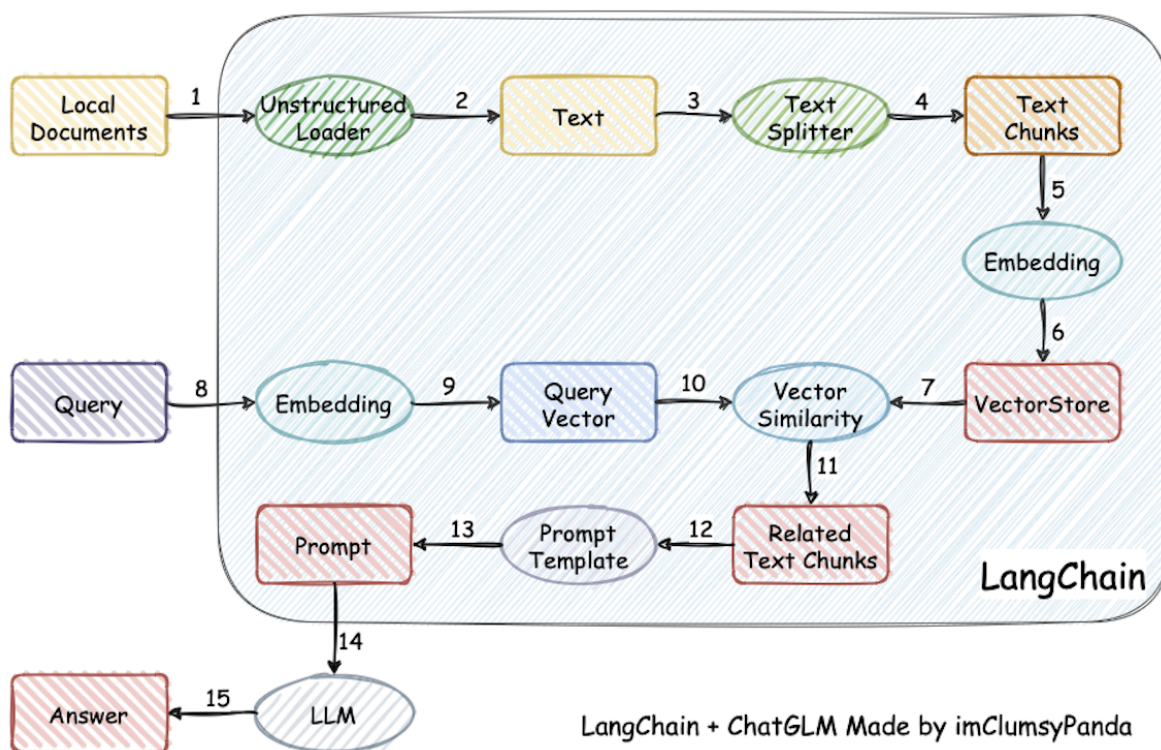 Local
Documents
1
Unstructured
Loader
2
Text
3
Text
Splitter
4
Text
Chunks
5
Embedding
6
Query
8
Embedding
9
Query
Vector
10
Vector
Similarity
7
VectorStore
11
Prompt
13
Prompt
Template
12
Related
Text Chunks
LangChain
14
Answer
15
LLM
LangChain + ChatGLM Made by imClumsyPanda